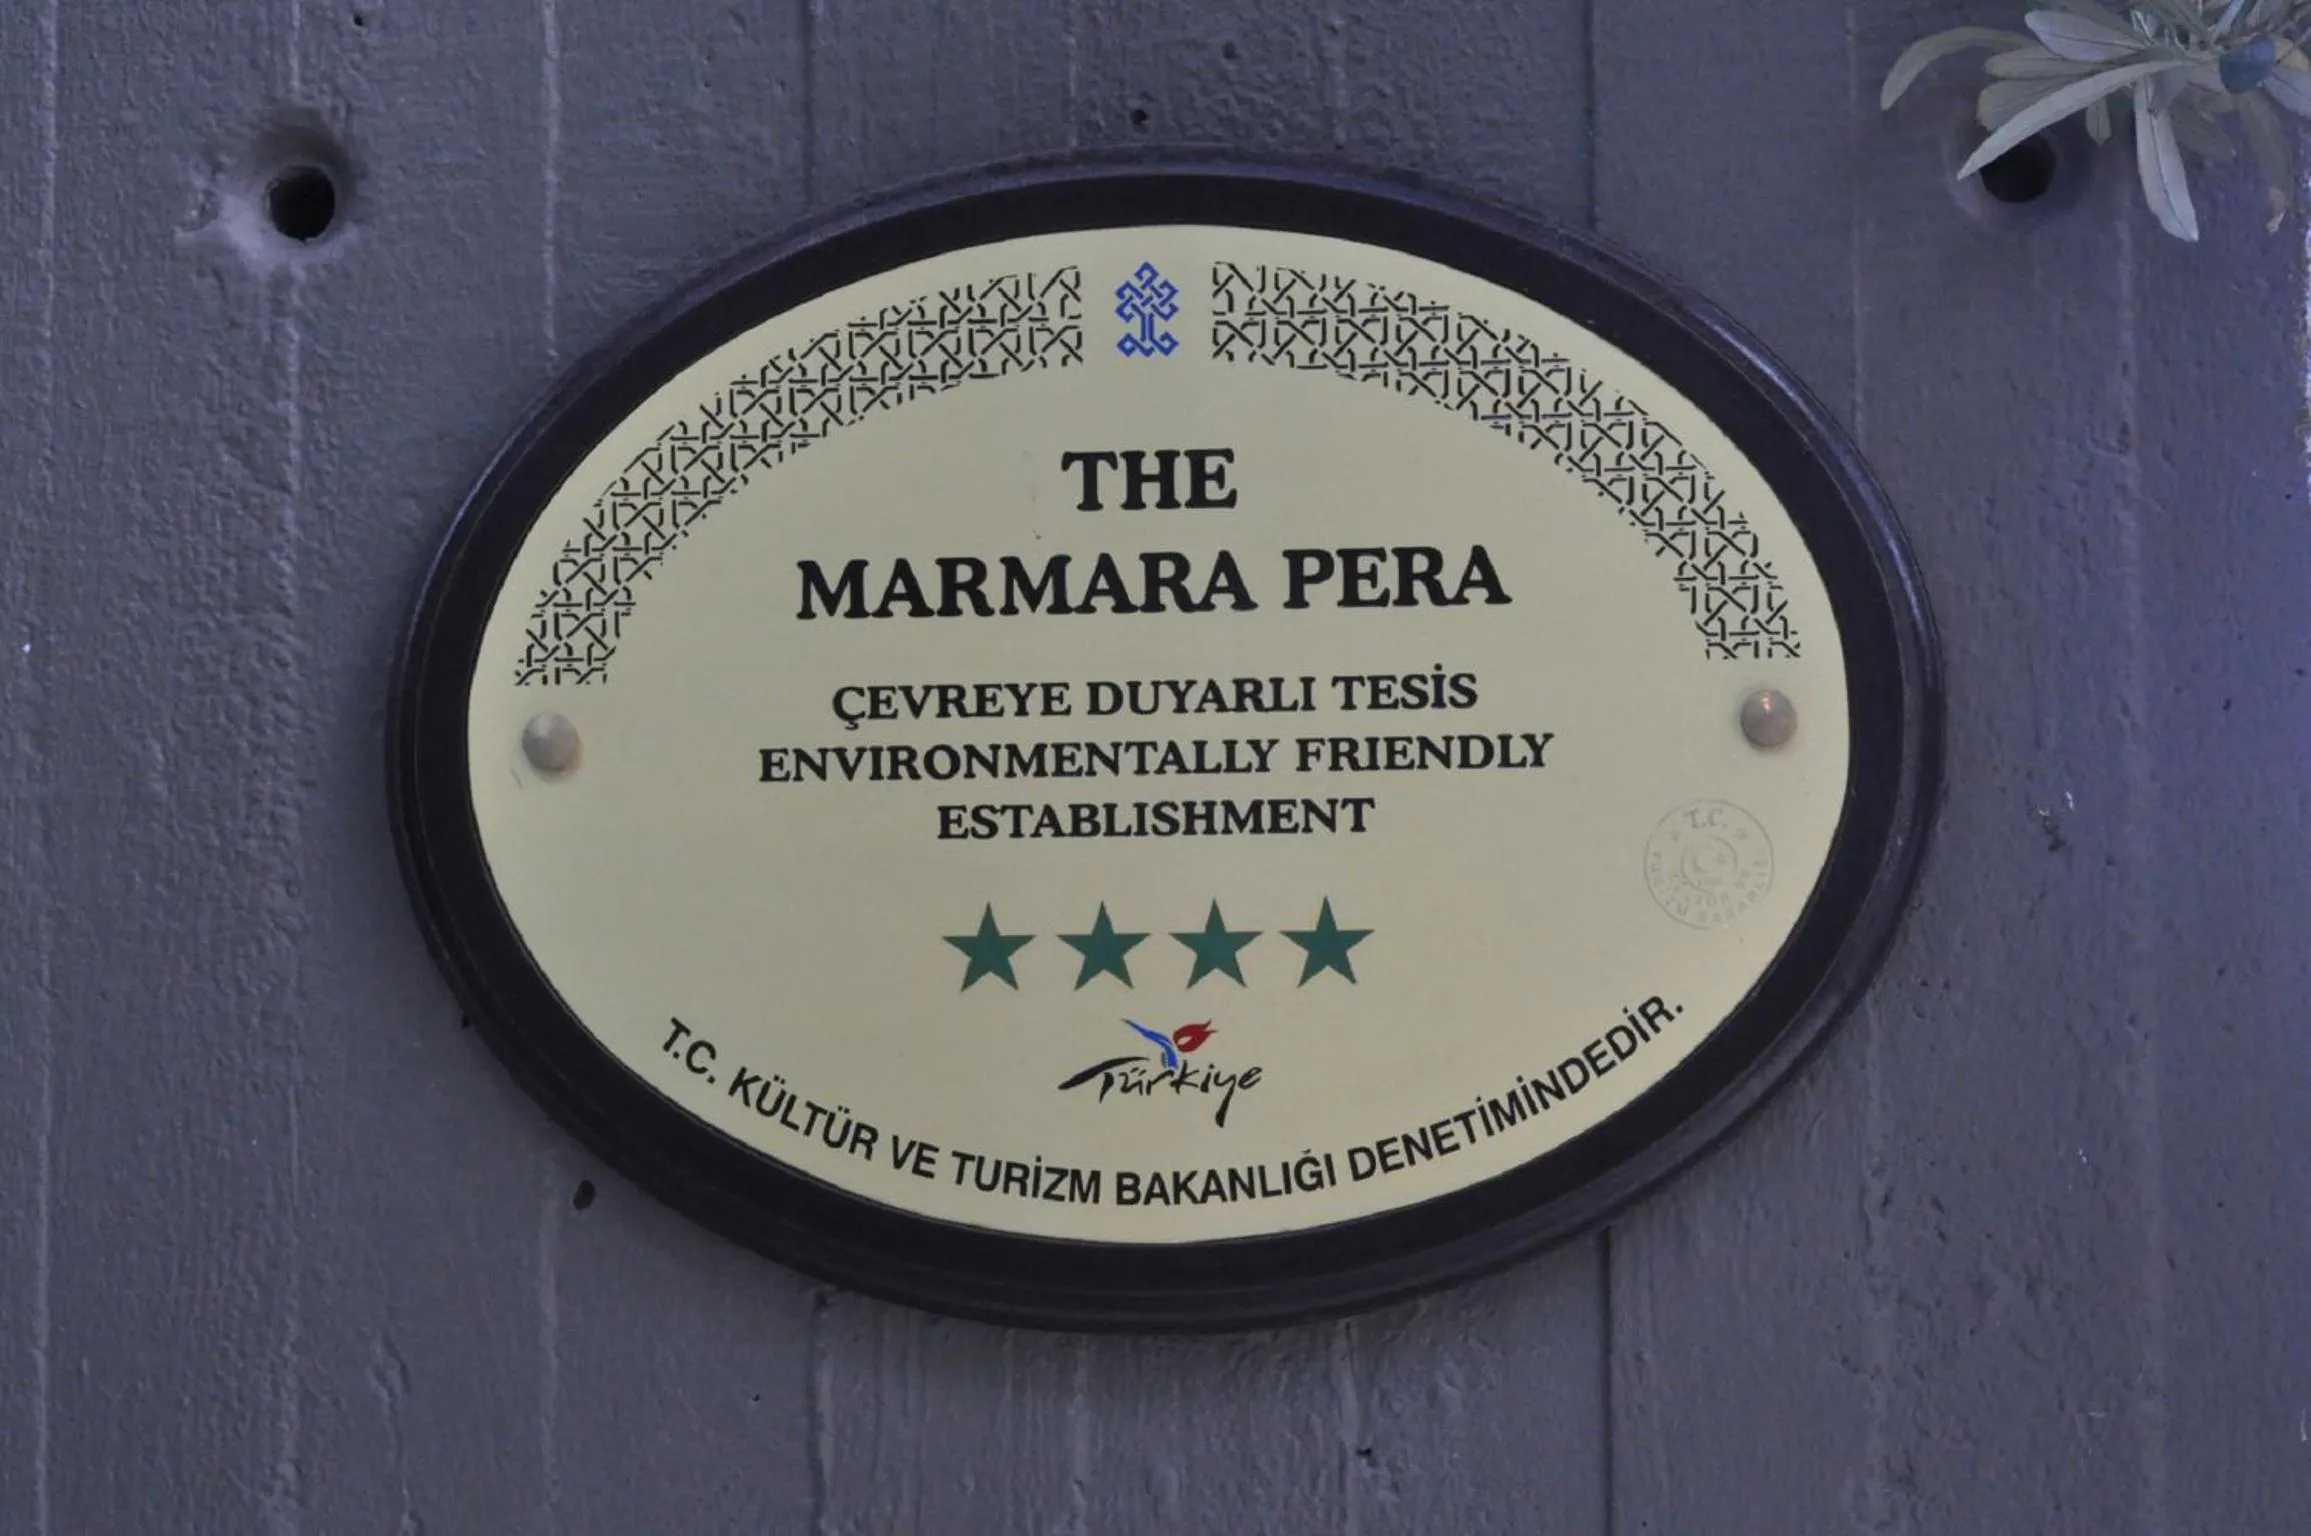 THE
MARMARA PERA
ÇEVREYE DUYARLI TESİS
ENVIRONMENTALLY FRIENDLY
ESTABLISHMENT
Türkiye
T.C. KÜLTÜR VE TURİZM BAKANLIĞI DENETİMİNDEDİR.
T.C.